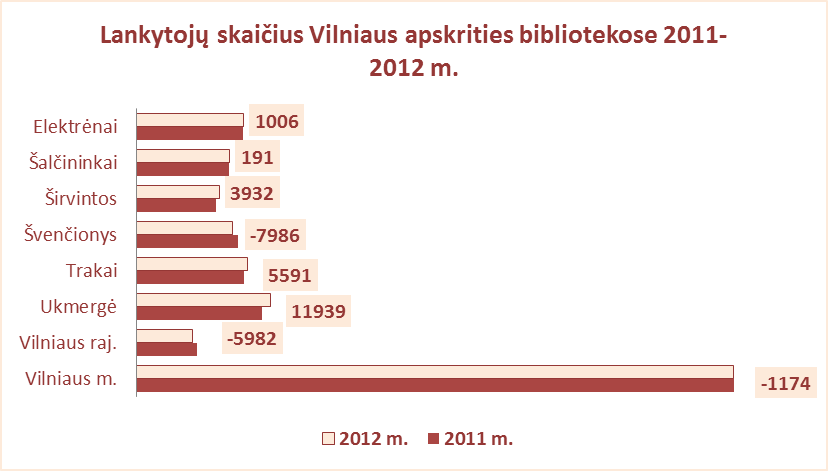 Lankytojų skaičius Vilniaus apskrities bibliotekose 2011-
2012 m.
Elektrėnai 1006
Šalčininkai 191
Širvintos 3932
Švenčionys -7986
Trakai 5591
Ukmergė 11939
Vilniaus raj. -5982
Vilniaus m. -1174
2012 m. 2011 m.